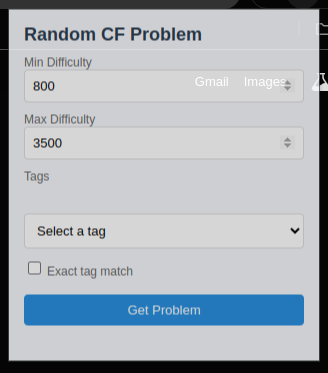 Random CF Problem
Min Difficulty
800
Gmail Images
Max Difficulty
3500
Tags
Select a tag
Exact tag match
Get Problem